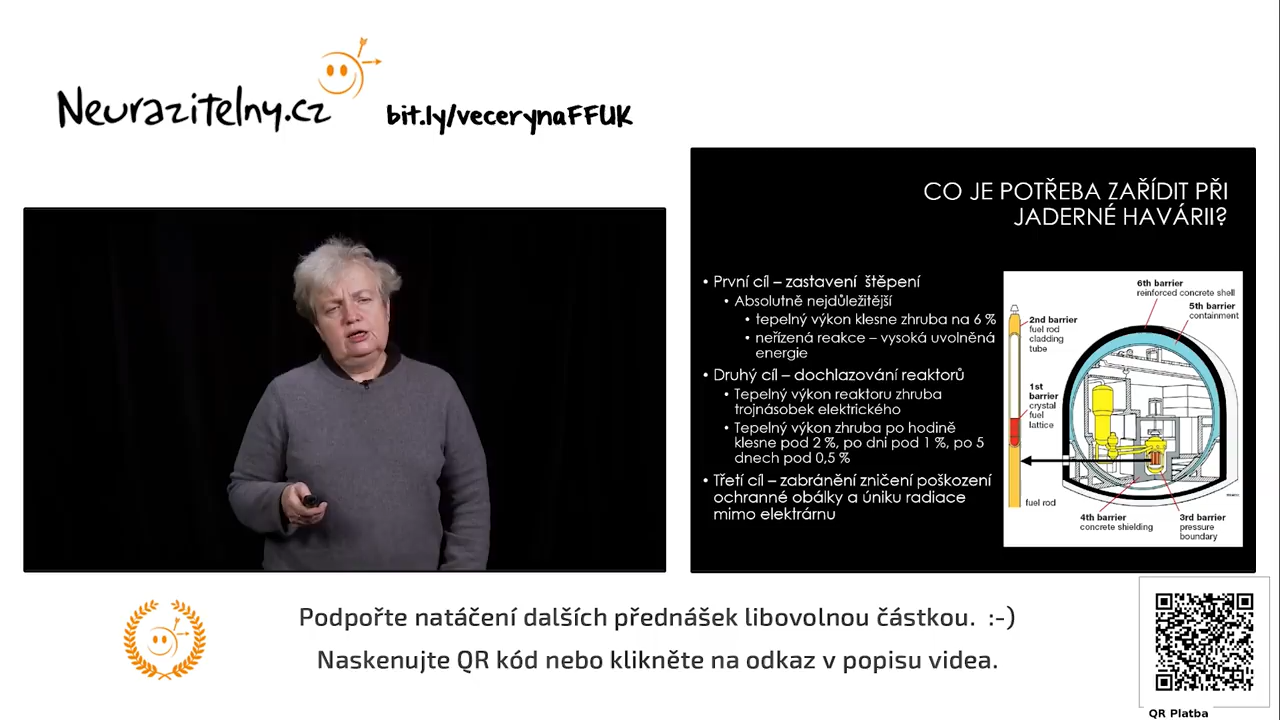 Neurazitelny.cz
bit.ly/vecerynaFFUK
CO JE POTŘEBA ZAŘÍDIT PŘI
JADERNÉ HAVÁRII?
• První cíl – zastavení štěpení
• Absolutně nejdůležitější
• tepelný výkon klesne zhruba na 6 %
• neřízená reakce – vysoká uvolněná
energie
• Druhý cíl – dochlazování reaktorů
• Tepelný výkon reaktoru zhruba
trojnásobek elektrického
• Tepelný výkon zhruba po hodině
klesne pod 2 %, po dni pod 1 %, po 5
dnech pod 0,5 %
• Třetí cíl – zabránění zničení poškození
ochranné obálky a úniku radiace
mimo elektrárnu
6th barrier
reinforced concrete shell
5th barrier
containment
2nd barrier
fuel rod
cladding
tube
1st
barrier
crystal
fuel
lattice
fuel rod
4th barrier
concrete shielding
3rd barrier
pressure
boundary
Podpořte natáčení dalších přednášek libovolnou částkou. :-)
Naskenujte QR kód nebo klikněte na odkaz v popisu videa.
QR Platba